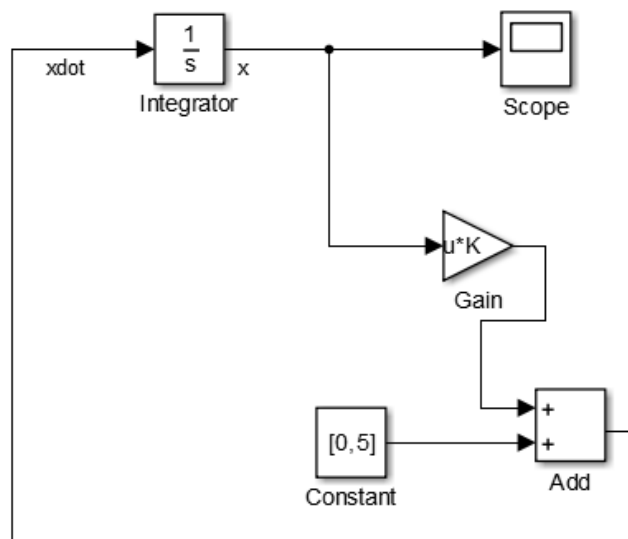 1
s
xdot
x
Integrator
Scope
u*K
Gain
+
[0,5]
+
Constant
Add